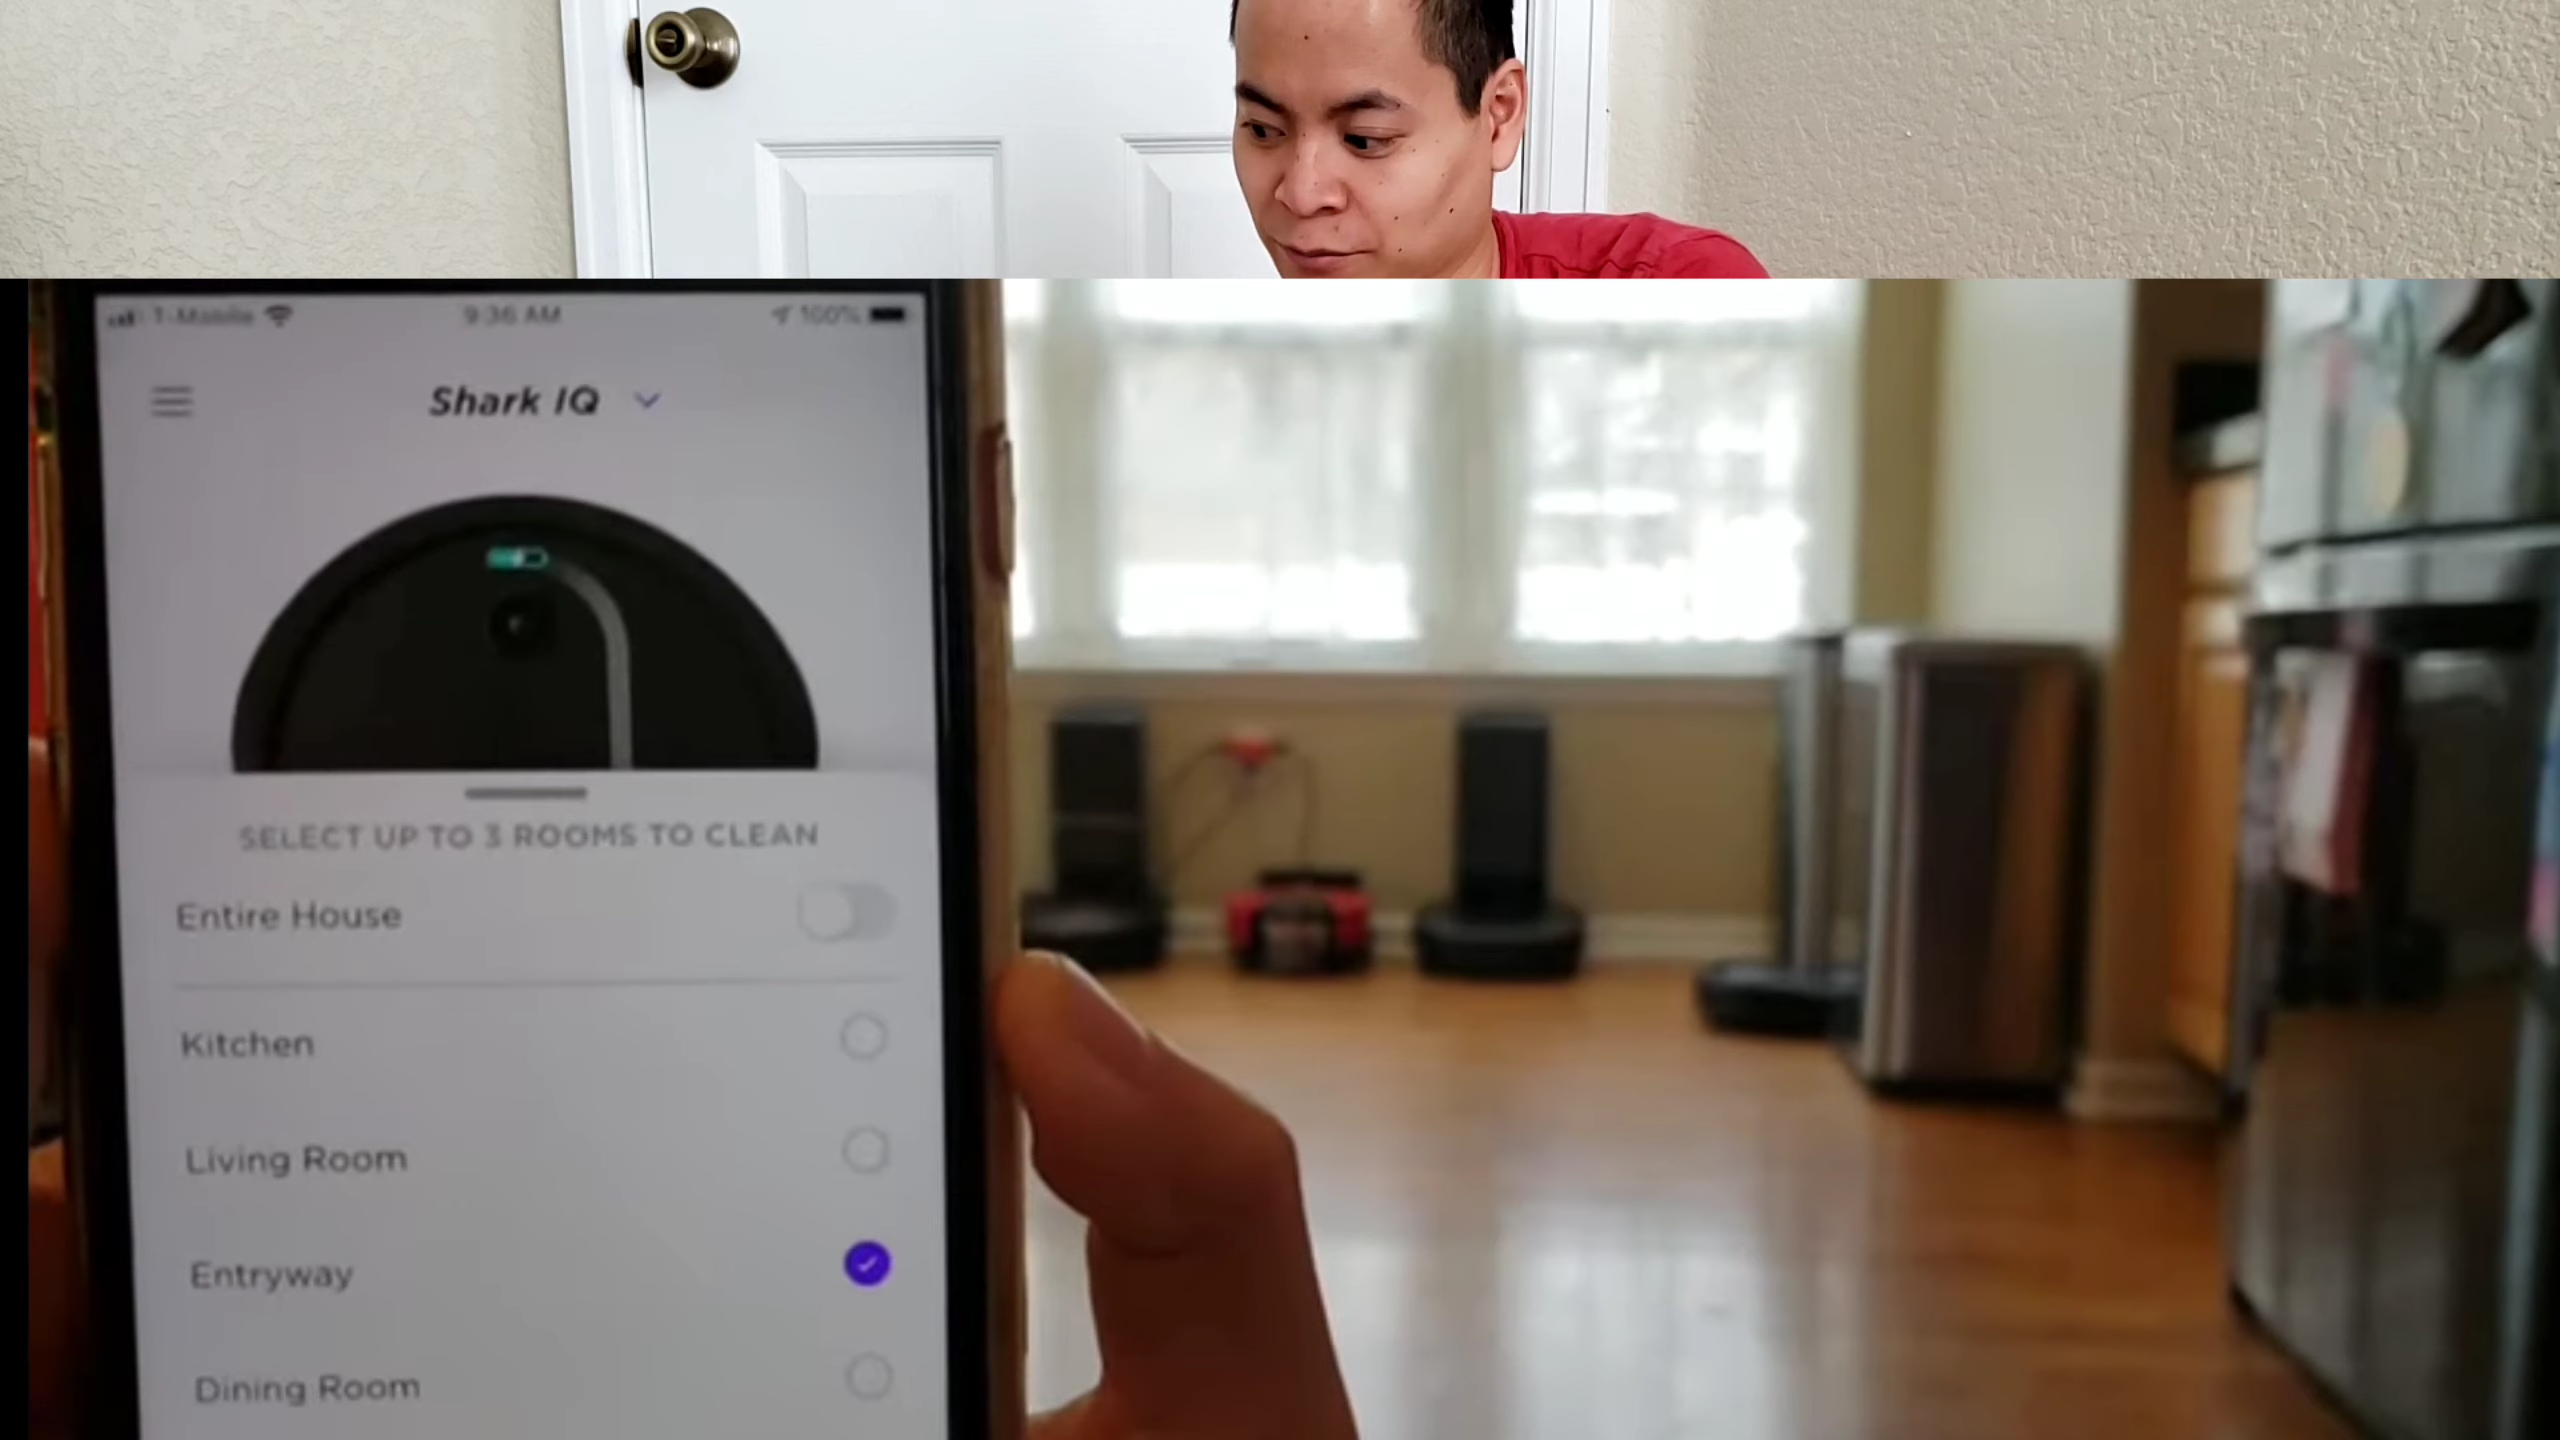 T-Mobile 9:36 AM 100%
Shark IQ
SELECT UP TO 3 ROOMS TO CLEAN
Entire House
Kitchen
Living Room
Entryway
Dining Room